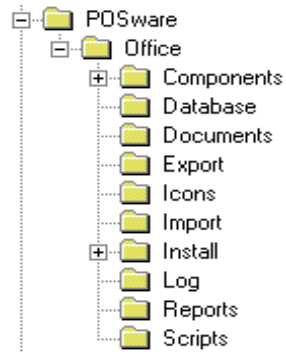 POSware
Office
Components
Database
Documents
Export
Icons
Import
Install
Log
Reports
Scripts